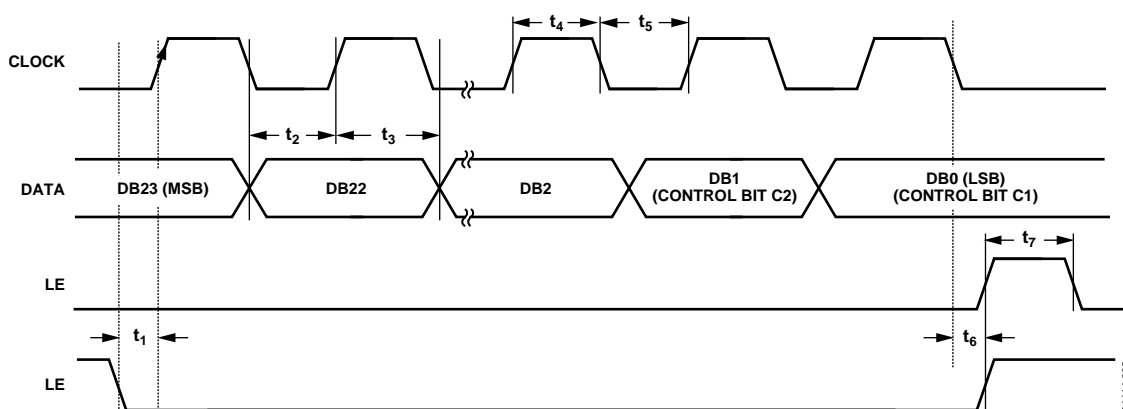 t4
t5
CLOCK
t2
t3
DATA
DB23 (MSB)
DB22
DB2
DB1
(CONTROL BIT C2)
DB0 (LSB)
(CONTROL BIT C1)
t7
LE
t1
t6
LE